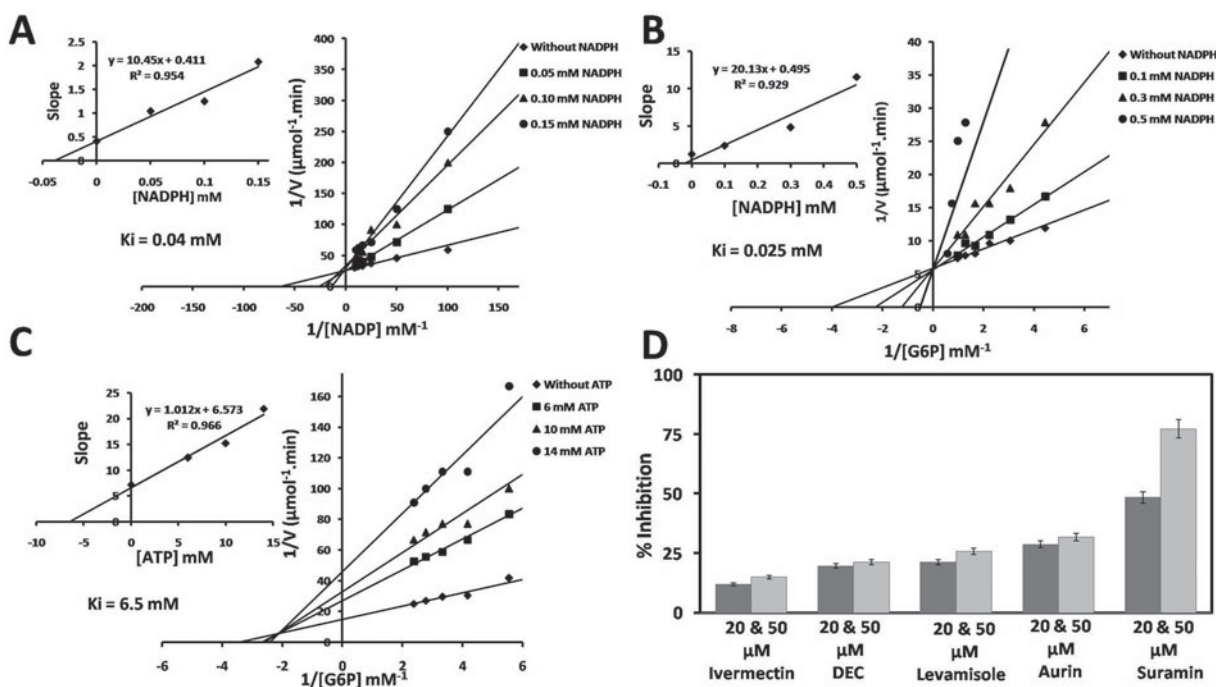 A
y = 10.45x + 0.411
R² = 0.954
Slope
2.5
2
1.5
1
0.5
0
-0.05 0 0.05 0.1 0.15
[NADPH] mM
Ki = 0.04 mM
1/V (µmol⁻¹.min)
400
350
300
250
200
150
100
50
0
-200 -150 -100 -50 0 50 100 150
1/[NADP] mM⁻¹
Without NADPH
0.05 mM NADPH
0.10 mM NADPH
0.15 mM NADPH
B
y = 20.13x + 0.495
R² = 0.929
Slope
15
10
5
0
-0.1 0 0.1 0.2 0.3 0.4 0.5
[NADPH] mM
Ki = 0.025 mM
1/V (µmol⁻¹.min)
40
35
30
25
20
15
10
5
0
-8 -6 -4 -2 0 2 4 6
1/[G6P] mM⁻¹
Without NADPH
0.1 mM NADPH
0.3 mM NADPH
0.5 mM NADPH
C
y = 1.012x + 6.573
R² = 0.966
Slope
25
20
15
10
5
0
-10 -5 0 5 10 15
[ATP] mM
Ki = 6.5 mM
1/V (µmol⁻¹.min)
160
140
120
100
80
60
40
20
0
-6 -4 -2 0 2 4 6
1/[G6P] mM⁻¹
Without ATP
6 mM ATP
10 mM ATP
14 mM ATP
D
% Inhibition
100
75
50
25
0
20 & 50 20 & 50 20 & 50 20 & 50 20 & 50
µM µM µM µM µM
Ivermectin DEC Levamisole Aurin Suramin